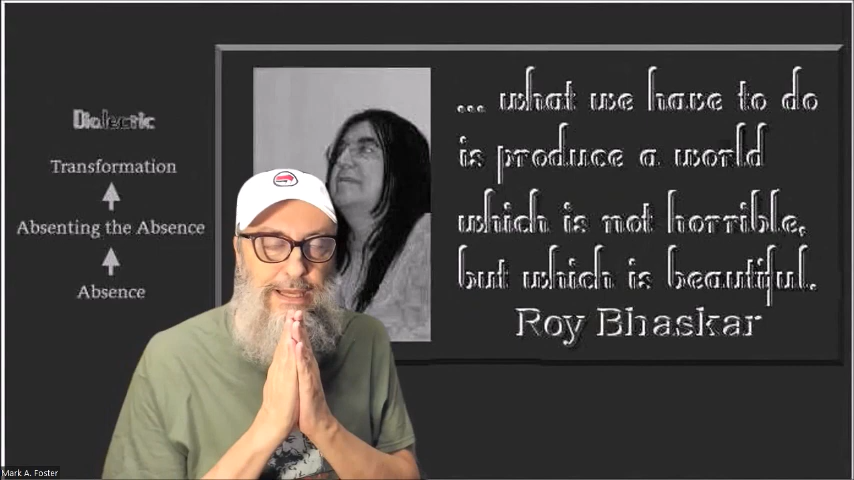 Dialectic
Transformation
Absenting the Absence
Absence
... what we have to do
is produce a world
which is not horrible,
but which is beautiful.
Roy Bhaskar
Mark A. Foster